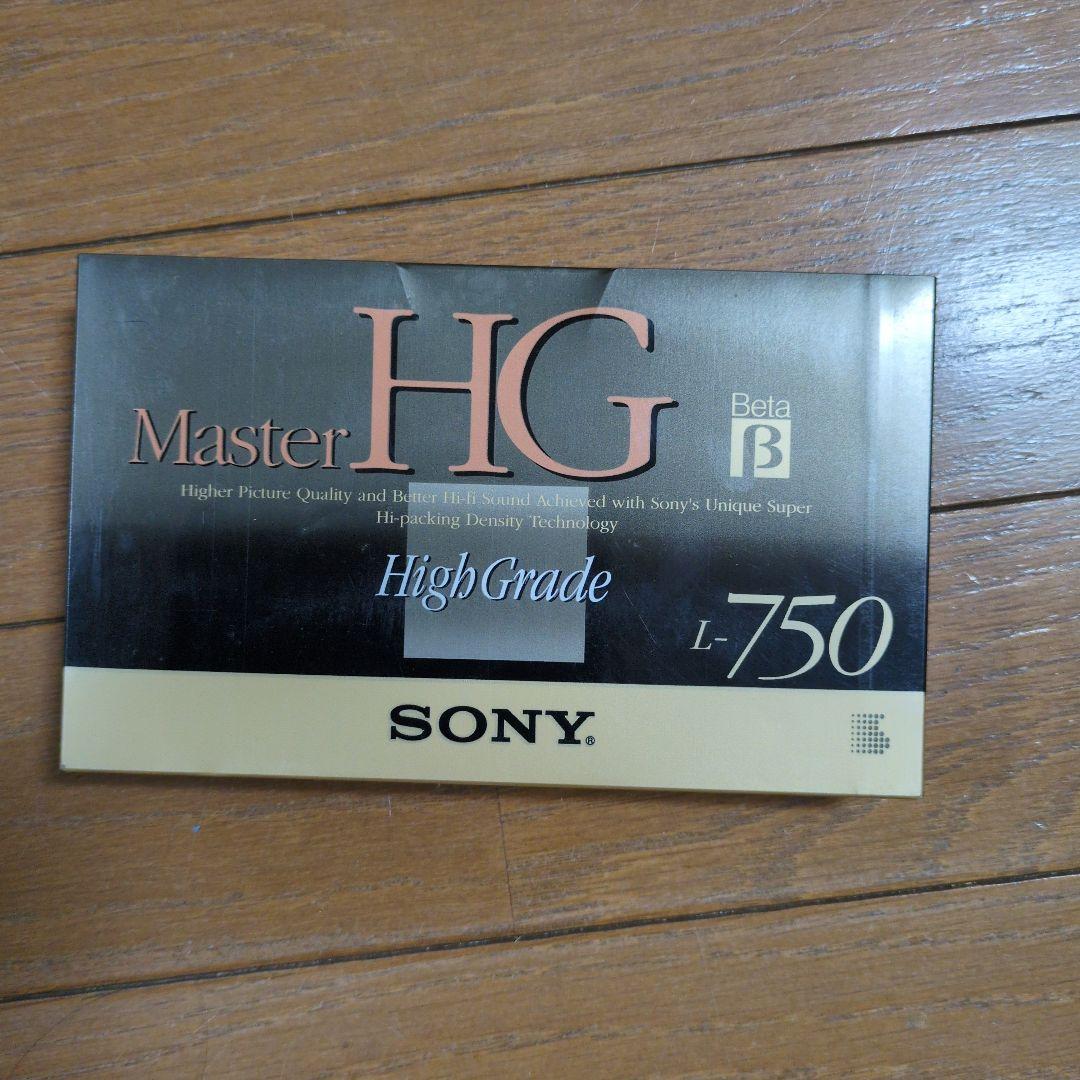 Master HG
Beta
β
Higher Picture Quality and Better Hi-fi Sound Achieved with Sony's Unique Super
Hi-packing Density Technology
High Grade
L-750
SONY®